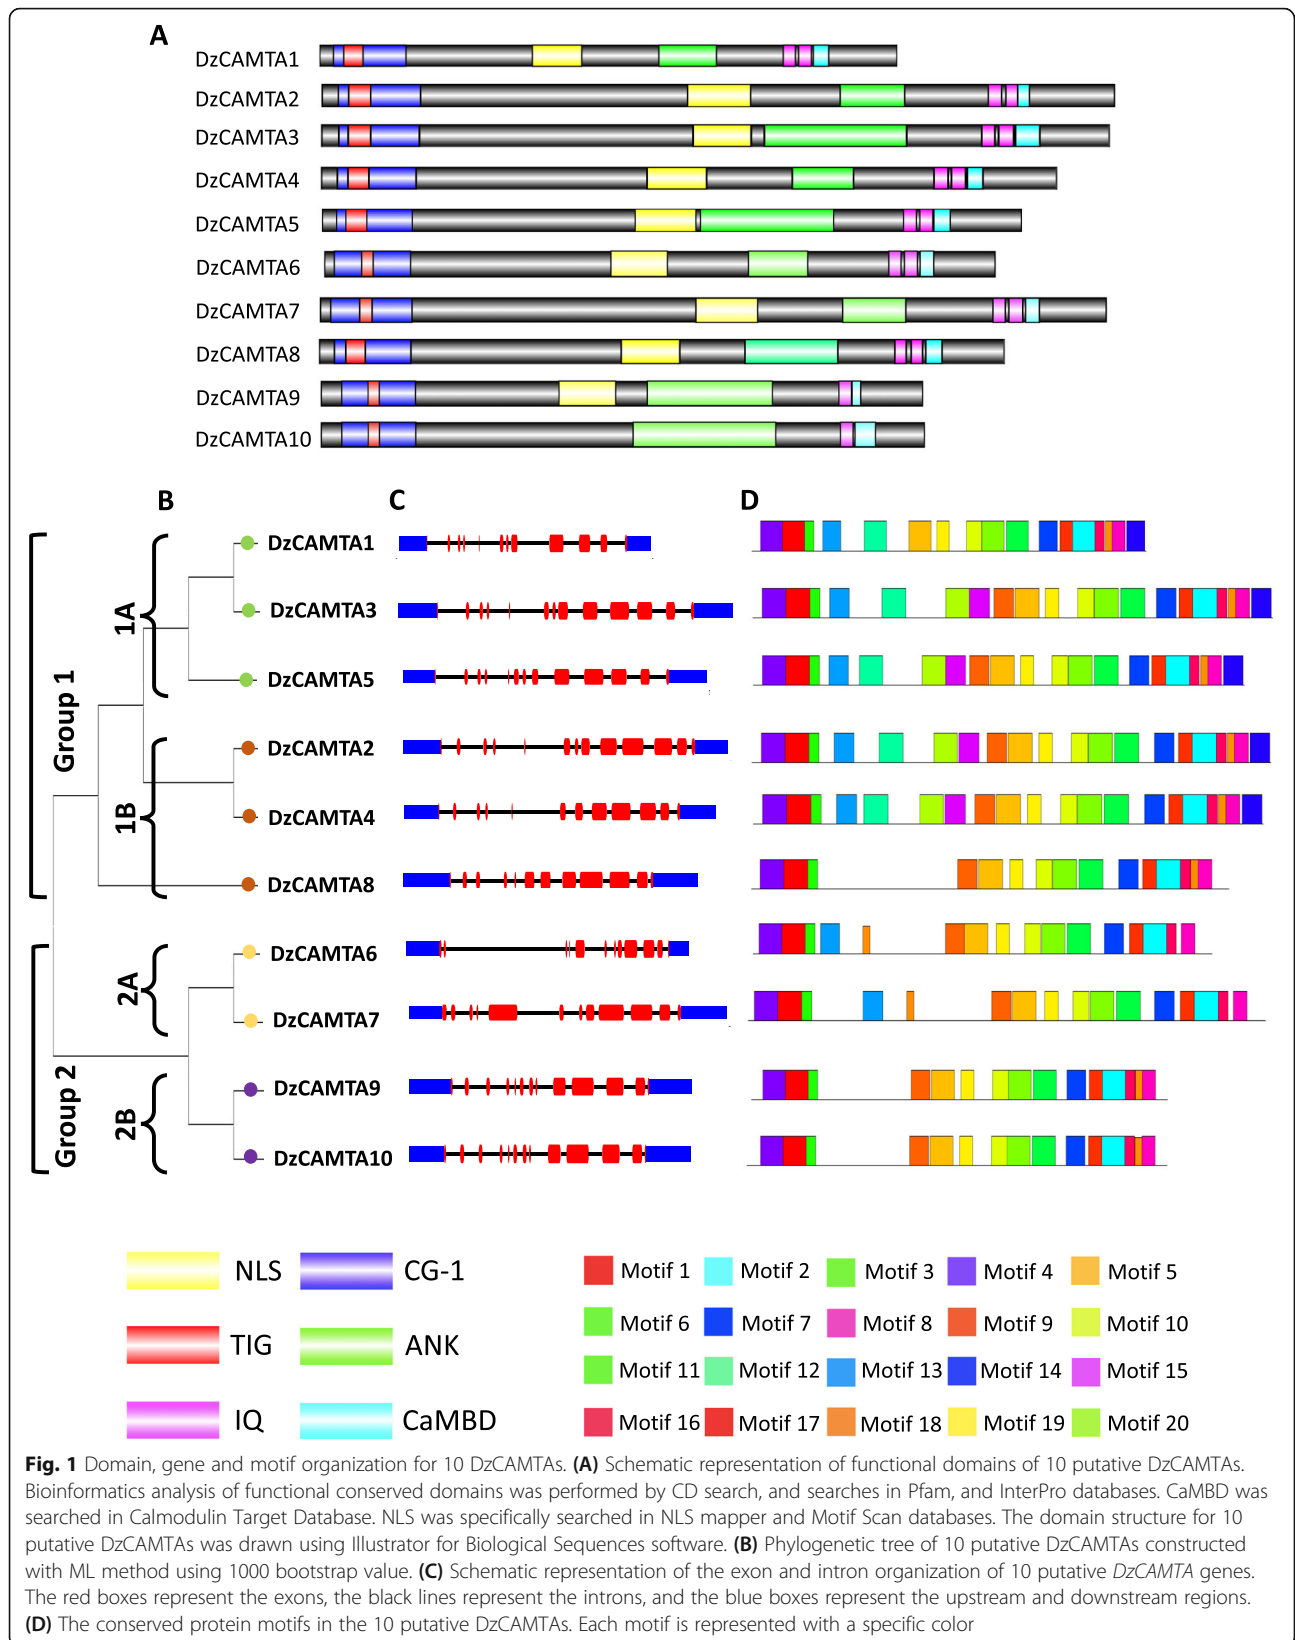 A
DzCAMTA1
DzCAMTA2
DzCAMTA3
DzCAMTA4
DzCAMTA5
DzCAMTA6
DzCAMTA7
DzCAMTA8
DzCAMTA9
DzCAMTA10
B
C
D
Group 1
1A
DzCAMTA1
DzCAMTA3
DzCAMTA5
1B
DzCAMTA2
DzCAMTA4
DzCAMTA8
Group 2
2A
DzCAMTA6
DzCAMTA7
2B
DzCAMTA9
DzCAMTA10
NLS CG-1
TIG ANK
IQ CaMBD
Motif 1 Motif 2 Motif 3 Motif 4 Motif 5
Motif 6 Motif 7 Motif 8 Motif 9 Motif 10
Motif 11 Motif 12 Motif 13 Motif 14 Motif 15
Motif 16 Motif 17 Motif 18 Motif 19 Motif 20
Fig. 1 Domain, gene and motif organization for 10 DzCAMTAs. (A) Schematic representation of functional domains of 10 putative DzCAMTAs.
Bioinformatics analysis of functional conserved domains was performed by CD search, and searches in Pfam, and InterPro databases. CaMBD was
searched in Calmodulin Target Database. NLS was specifically searched in NLS mapper and Motif Scan databases. The domain structure for 10
putative DzCAMTAs was drawn using Illustrator for Biological Sequences software. (B) Phylogenetic tree of 10 putative DzCAMTAs constructed
with ML method using 1000 bootstrap value. (C) Schematic representation of the exon and intron organization of 10 putative DzCAMTA genes.
The red boxes represent the exons, the black lines represent the introns, and the blue boxes represent the upstream and downstream regions.
(D) The conserved protein motifs in the 10 putative DzCAMTAs. Each motif is represented with a specific color